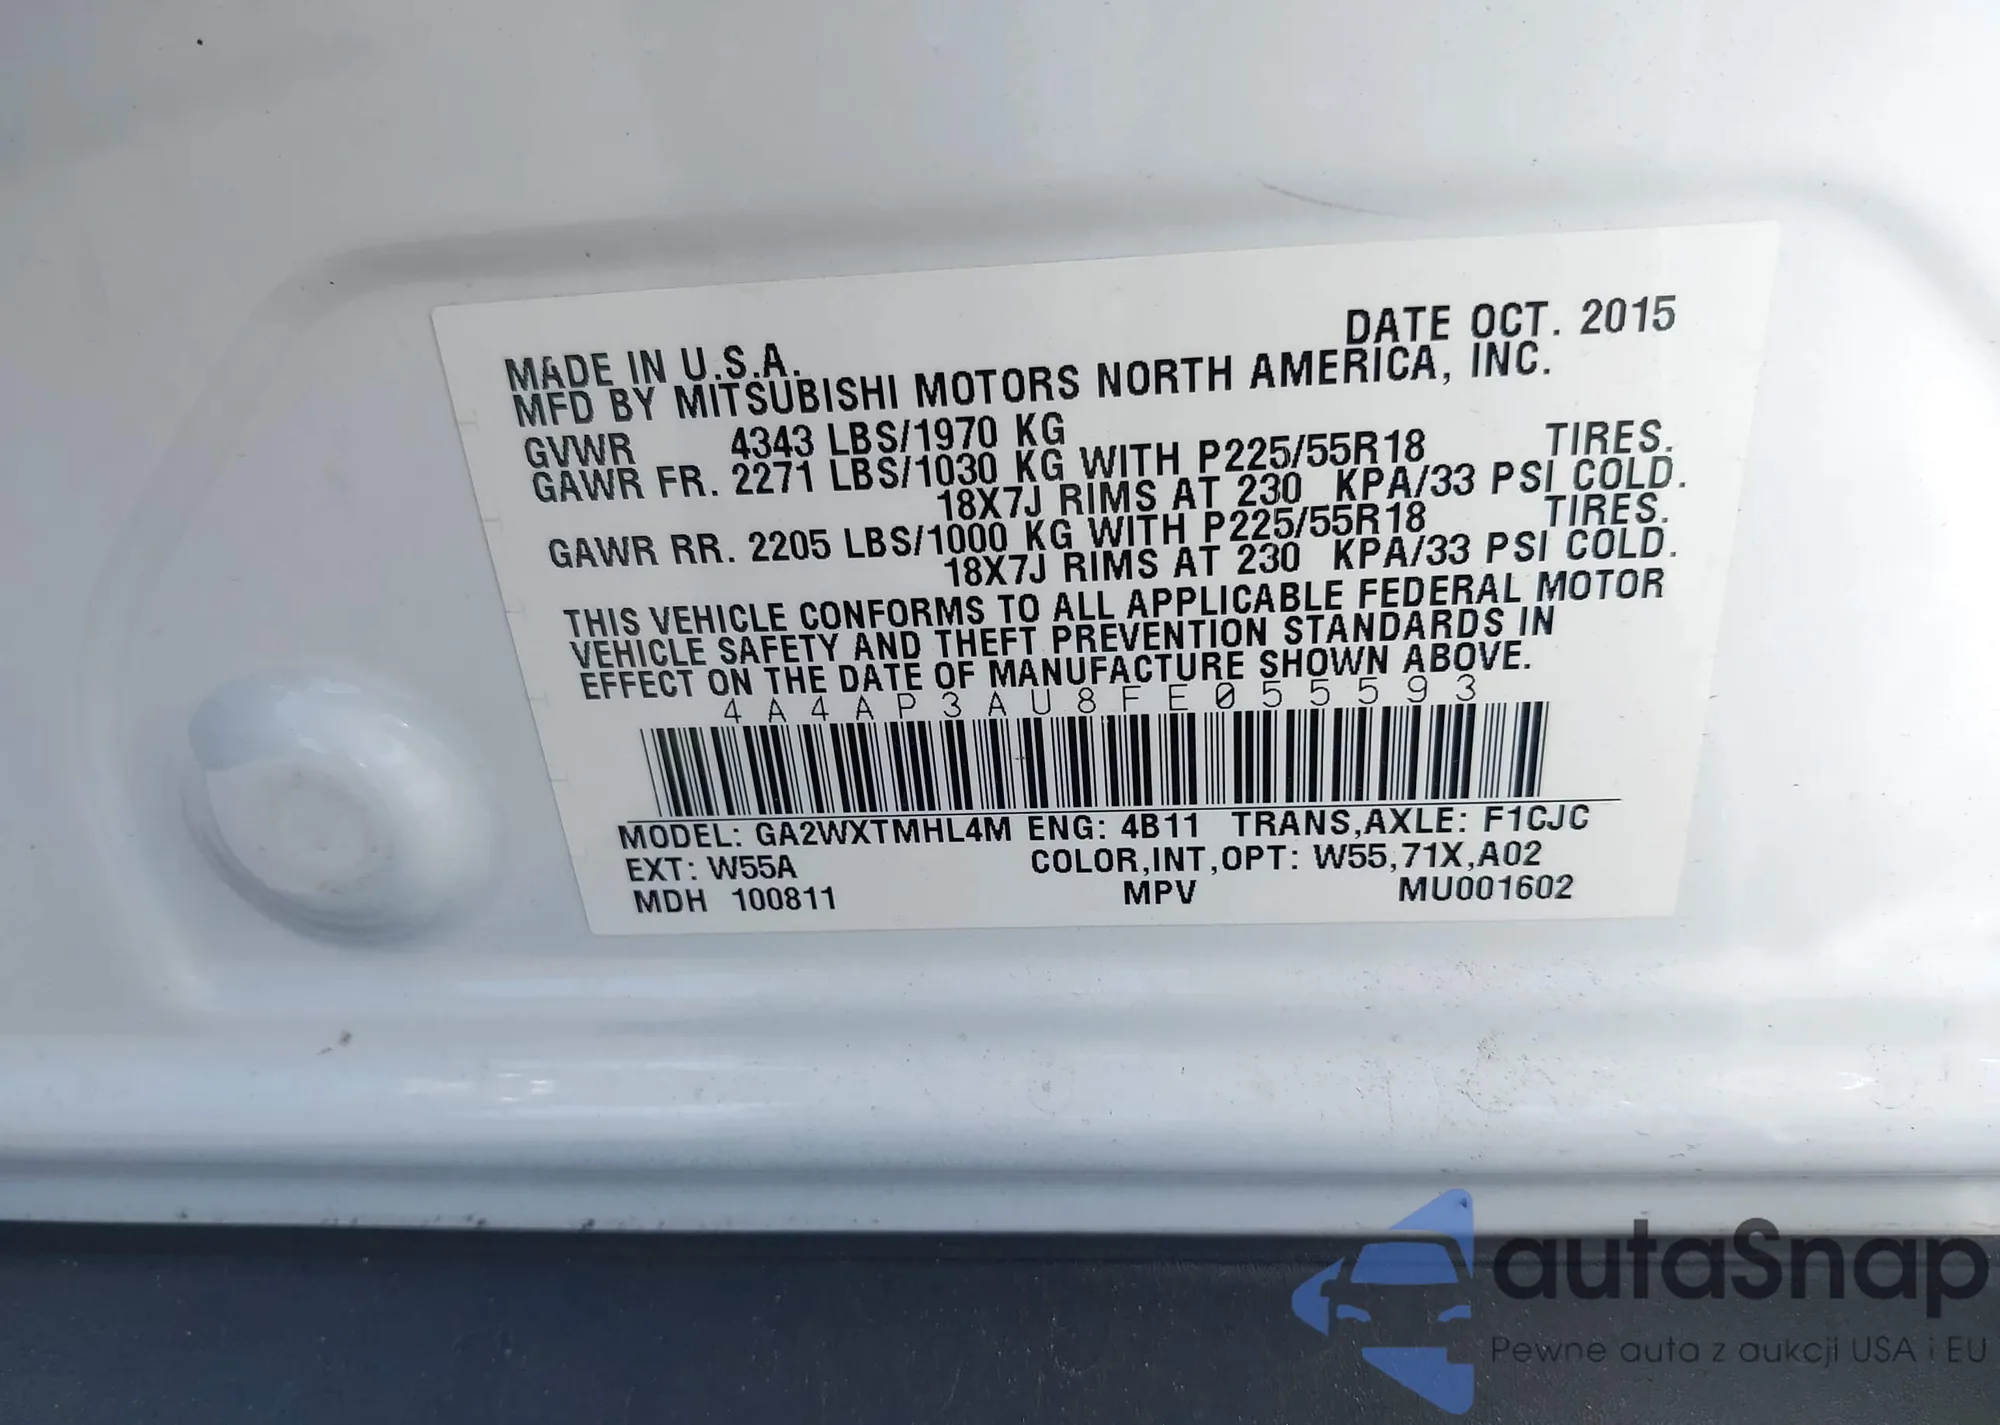 DATE OCT. 2015
MADE IN U.S.A.
MFD BY MITSUBISHI MOTORS NORTH AMERICA, INC.
GVWR 4343 LBS/1970 KG
GAWR FR. 2271 LBS/1030 KG WITH P225/55R18 TIRES.
18X7J RIMS AT 230 KPA/33 PSI COLD.
GAWR RR. 2205 LBS/1000 KG WITH P225/55R18 TIRES.
18X7J RIMS AT 230 KPA/33 PSI COLD.
THIS VEHICLE CONFORMS TO ALL APPLICABLE FEDERAL MOTOR
VEHICLE SAFETY AND THEFT PREVENTION STANDARDS IN
EFFECT ON THE DATE OF MANUFACTURE SHOWN ABOVE.
4A4AP3AU8FE055593
MODEL: GA2WXTMHL4M ENG: 4B11 TRANS,AXLE: F1CJC
EXT: W55A COLOR,INT,OPT: W55,71X,A02
MDH 100811 MPV MU001602
autaSnap
Pewne auta z aukcji USA i EU